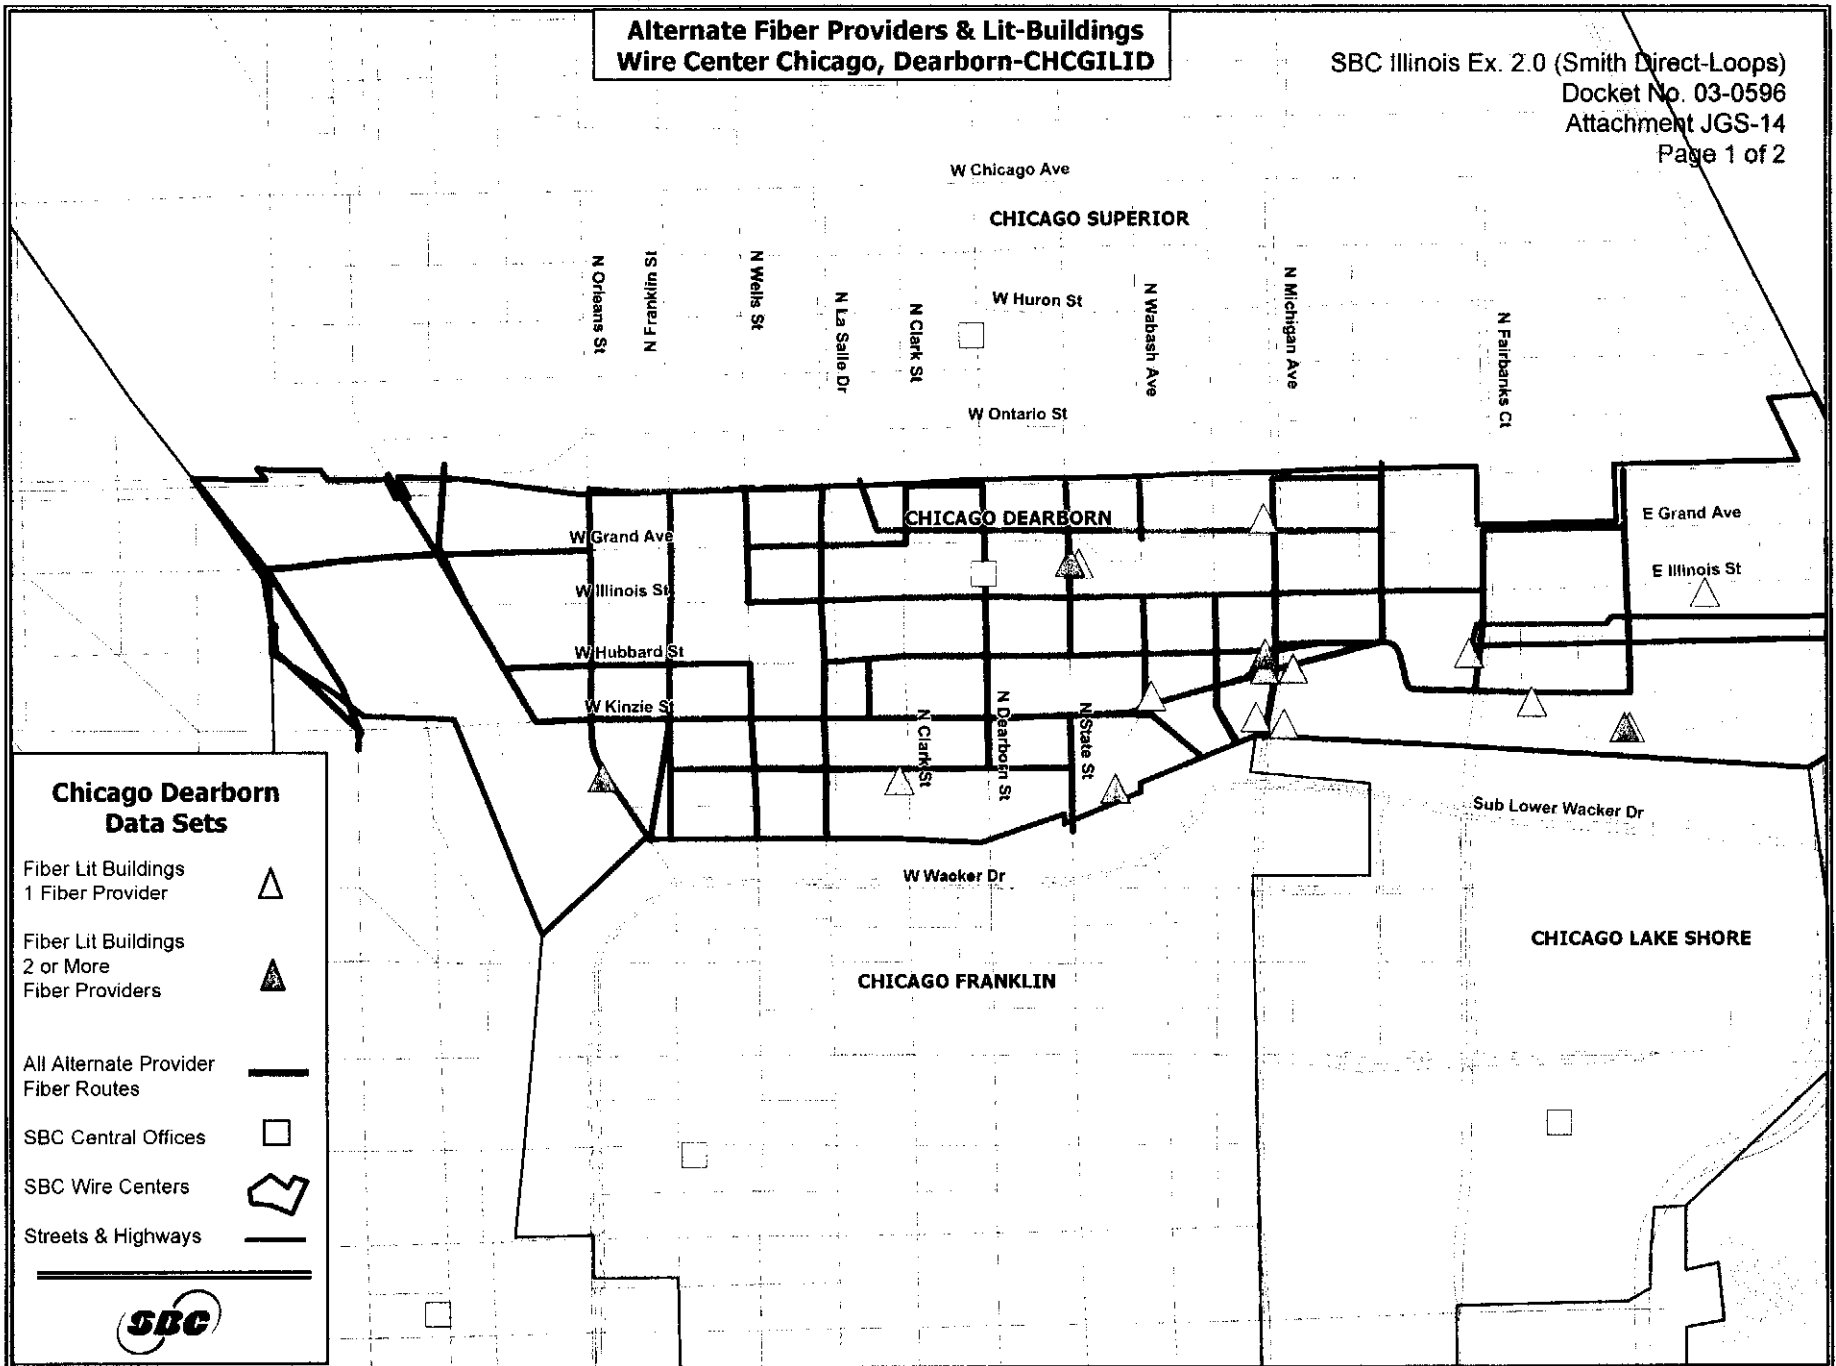 Alternate Fiber Providers & Lit-Buildings
Wire Center Chicago, Dearborn-CHCGILID
SBC Illinois Ex. 2.0 (Smith Direct-Loops)
Docket No. 03-0596
Attachment JGS-14
Page 1 of 2
W Chicago Ave
CHICAGO SUPERIOR
N Orleans St
N Franklin St
N Wells St
N La Salle Dr
N Clark St
W Huron St
N Wabash Ave
N Michigan Ave
N Fairbanks Ct
W Ontario St
CHICAGO DEARBORN
W Grand Ave
E Grand Ave
W Illinois St
E Illinois St
W Hubbard St
W Kinzie St
N Clark St
N Dearborn St
N State St
Sub Lower Wacker Dr
W Wacker Dr
CHICAGO FRANKLIN
CHICAGO LAKE SHORE
Chicago Dearborn
Data Sets
Fiber Lit Buildings
1 Fiber Provider
Fiber Lit Buildings
2 or More
Fiber Providers
All Alternate Provider
Fiber Routes
SBC Central Offices
SBC Wire Centers
Streets & Highways
SBC